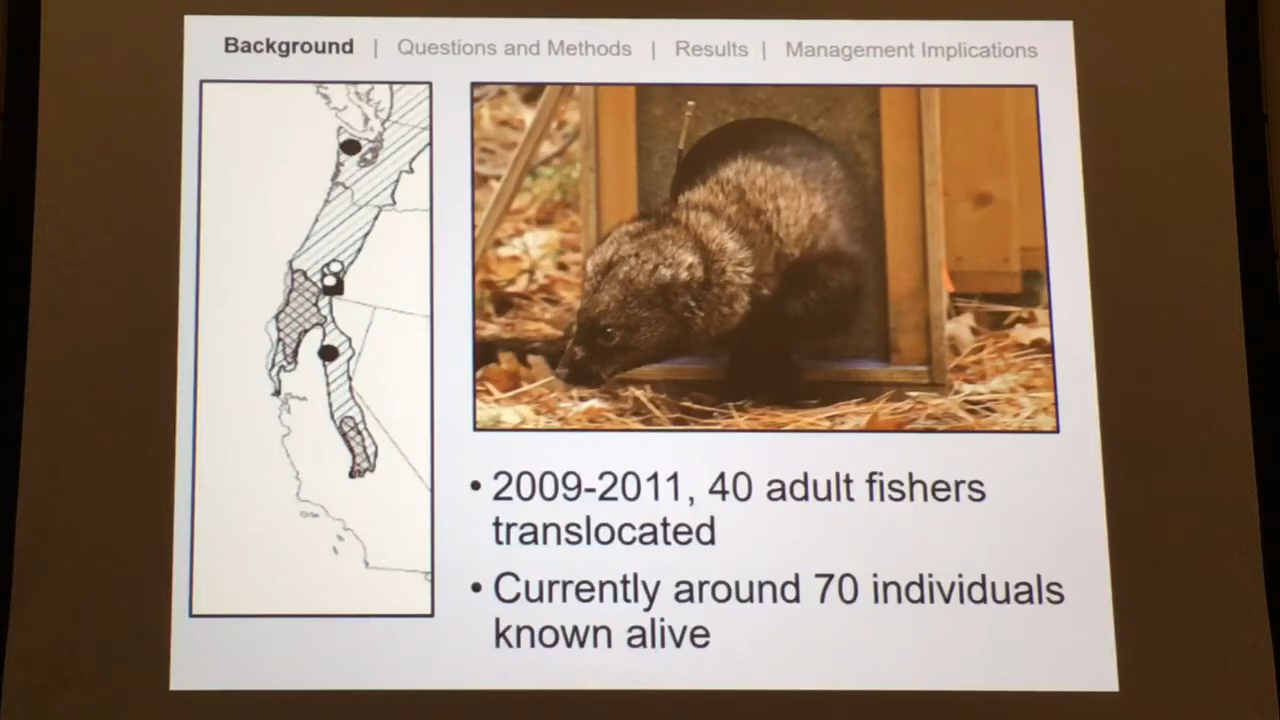 Background | Questions and Methods | Results | Management Implications
• 2009-2011, 40 adult fishers
translocated
• Currently around 70 individuals
known alive